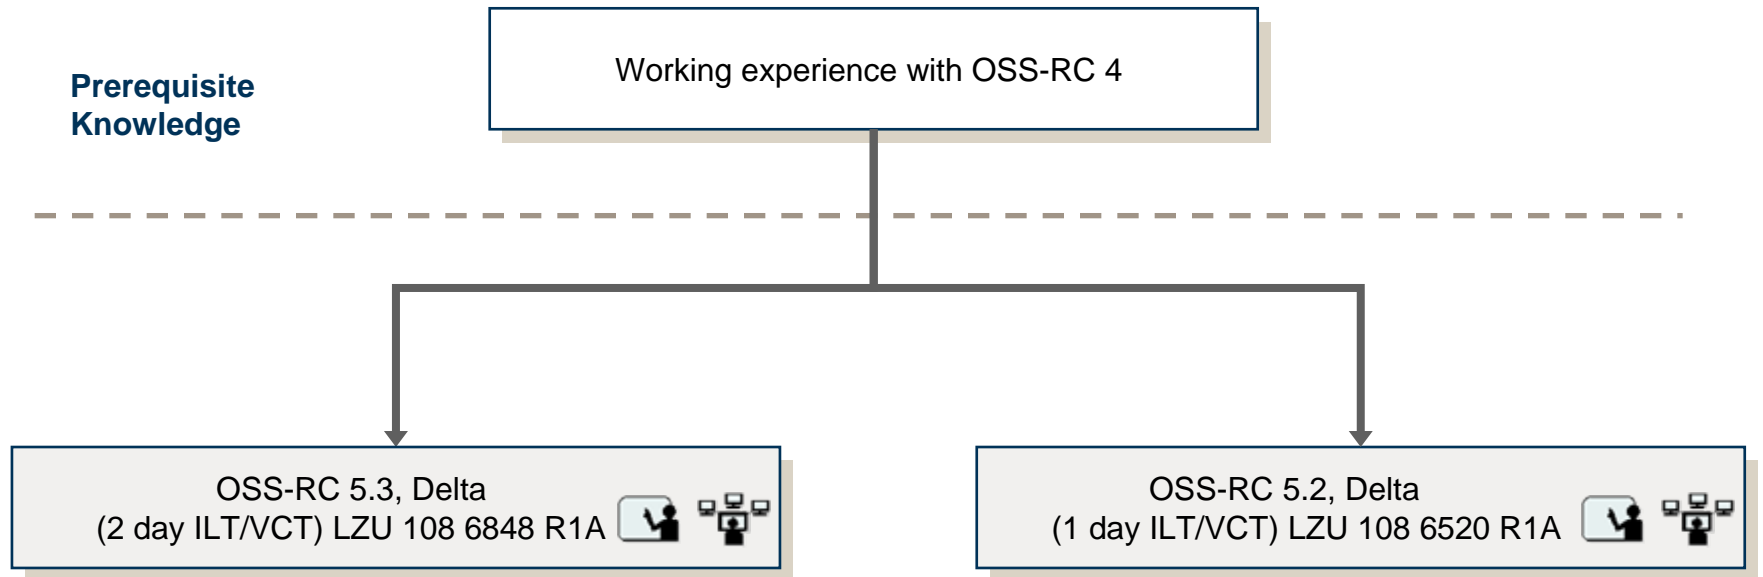 Working experience with OSS-RC 4
Prerequisite
Knowledge
OSS-RC 5.3, Delta
(2 day ILT/VCT) LZU 108 6848 R1A
OSS-RC 5.2, Delta
(1 day ILT/VCT) LZU 108 6520 R1A